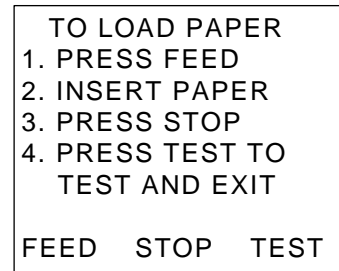 TO LOAD PAPER
1. PRESS FEED
2. INSERT PAPER
3. PRESS STOP
4. PRESS TEST TO
TEST AND EXIT
FEED STOP TEST